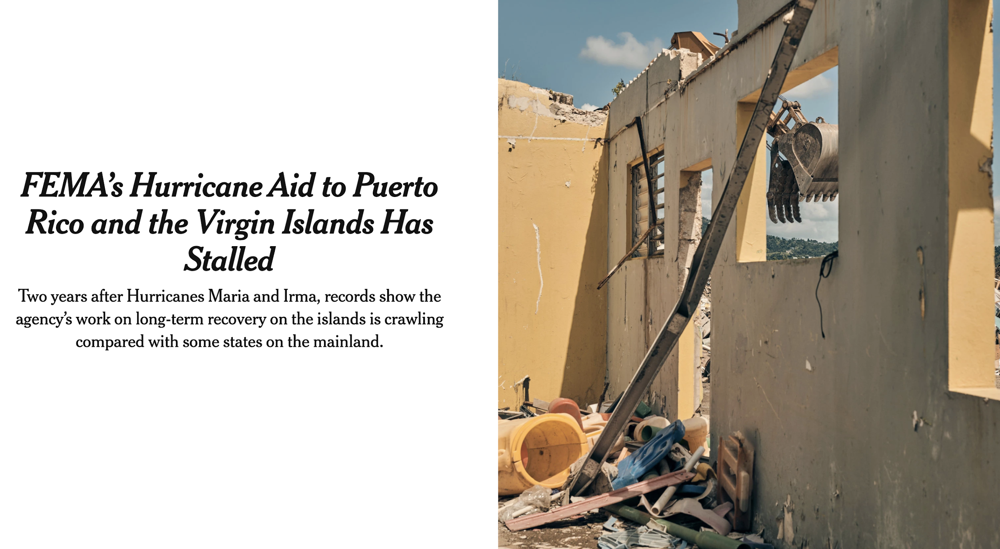 FEMA’s Hurricane Aid to Puerto
Rico and the Virgin Islands Has
Stalled
Two years after Hurricanes Maria and Irma, records show the
agency’s work on long-term recovery on the islands is crawling
compared with some states on the mainland.